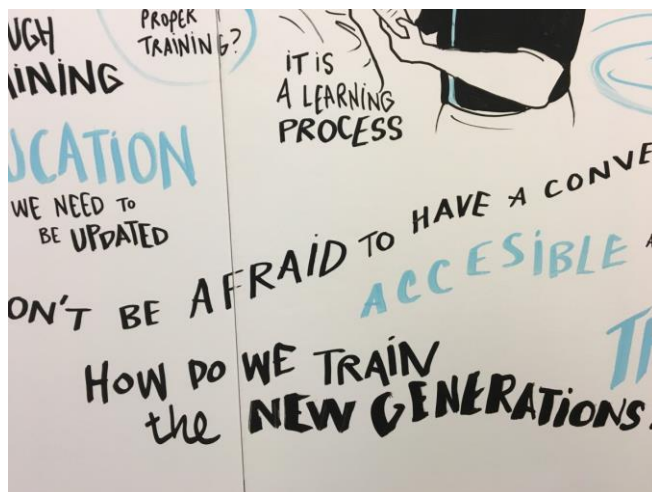 UGH
AINING
PROPER
TRAINING?
IT IS
A LEARNING
PROCESS
UCATION
WE NEED TO
BE UPDATED
ON'T BE AFRAID TO HAVE A CONVE
ACCESIBLE A
HOW DO WE TRAIN
the NEW GENERATIONS